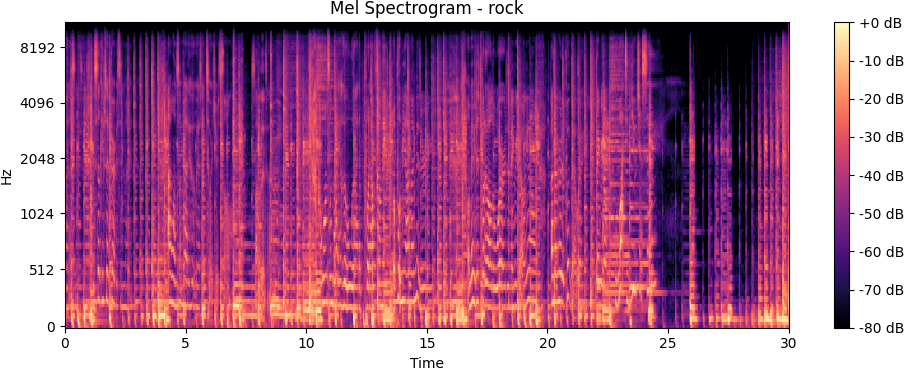 Mel Spectrogram - rock
8192
4096
2048
1024
512
0
Hz
0 5 10 15 20 25 30
Time
+0 dB
-10 dB
-20 dB
-30 dB
-40 dB
-50 dB
-60 dB
-70 dB
-80 dB